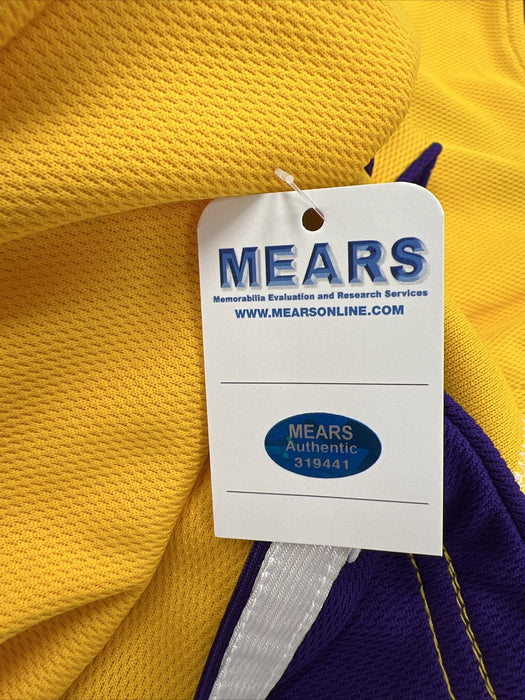 MEARS
Memorabilia Evaluation and Research Services
WWW.MEARSONLINE.COM
MEARS
Authentic
319441